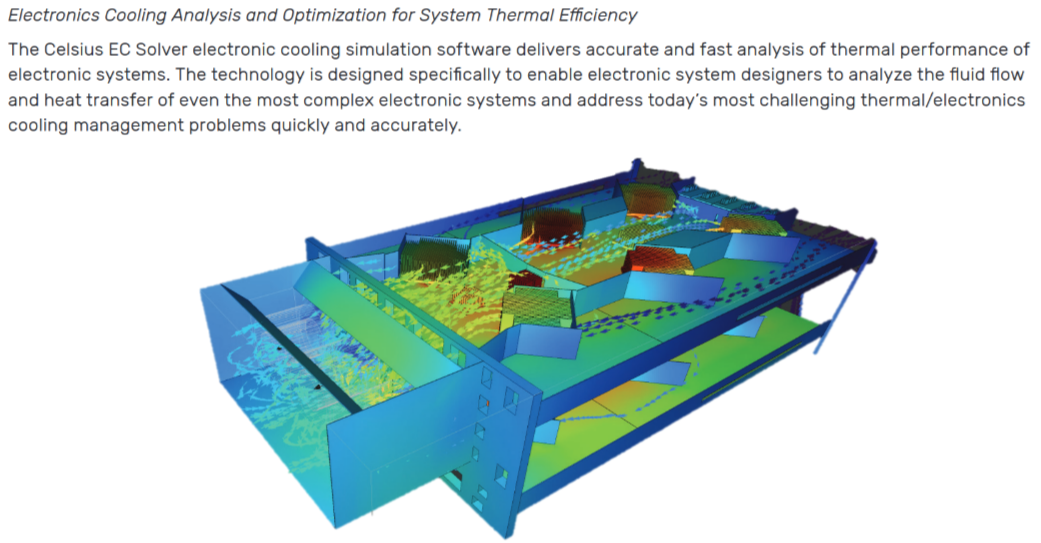 Electronics Cooling Analysis and Optimization for System Thermal Efficiency
The Celsius EC Solver electronic cooling simulation software delivers accurate and fast analysis of thermal performance of
electronic systems. The technology is designed specifically to enable electronic system designers to analyze the fluid flow
and heat transfer of even the most complex electronic systems and address today’s most challenging thermal/electronics
cooling management problems quickly and accurately.